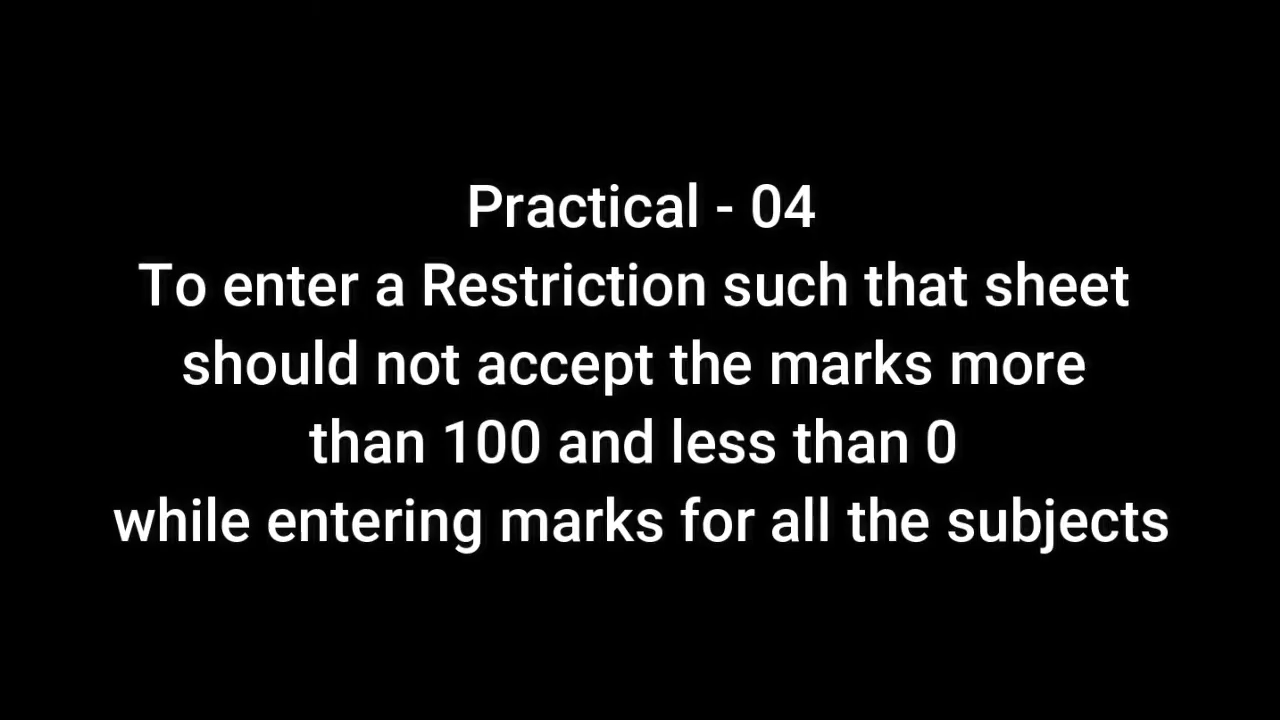 Practical - 04
To enter a Restriction such that sheet
should not accept the marks more
than 100 and less than 0
while entering marks for all the subjects